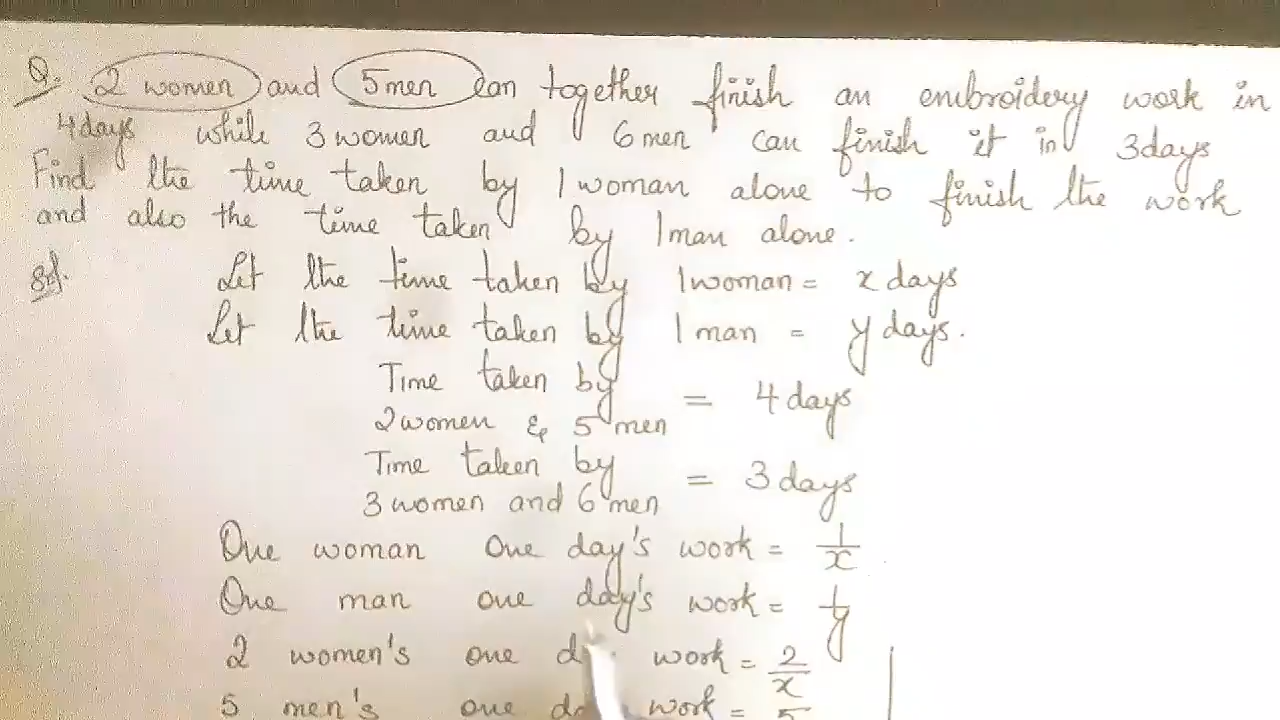 Q. 2 women and 5 men can together finish an embroidery work in
4 days while 3 women and 6 men can finish it in 3 days
Find the time taken by 1 woman alone to finish the work
and also the time taken by 1 man alone.
Sol. Let the time taken by 1 woman = x days
Let the time taken by 1 man = y days.
Time taken by
2 women & 5 men = 4 days
Time taken by
3 women and 6 men = 3 days
One woman one day's work = 1/x
One man one day's work = 1/y
2 women's one work = 2/x
5 men's one work = 5